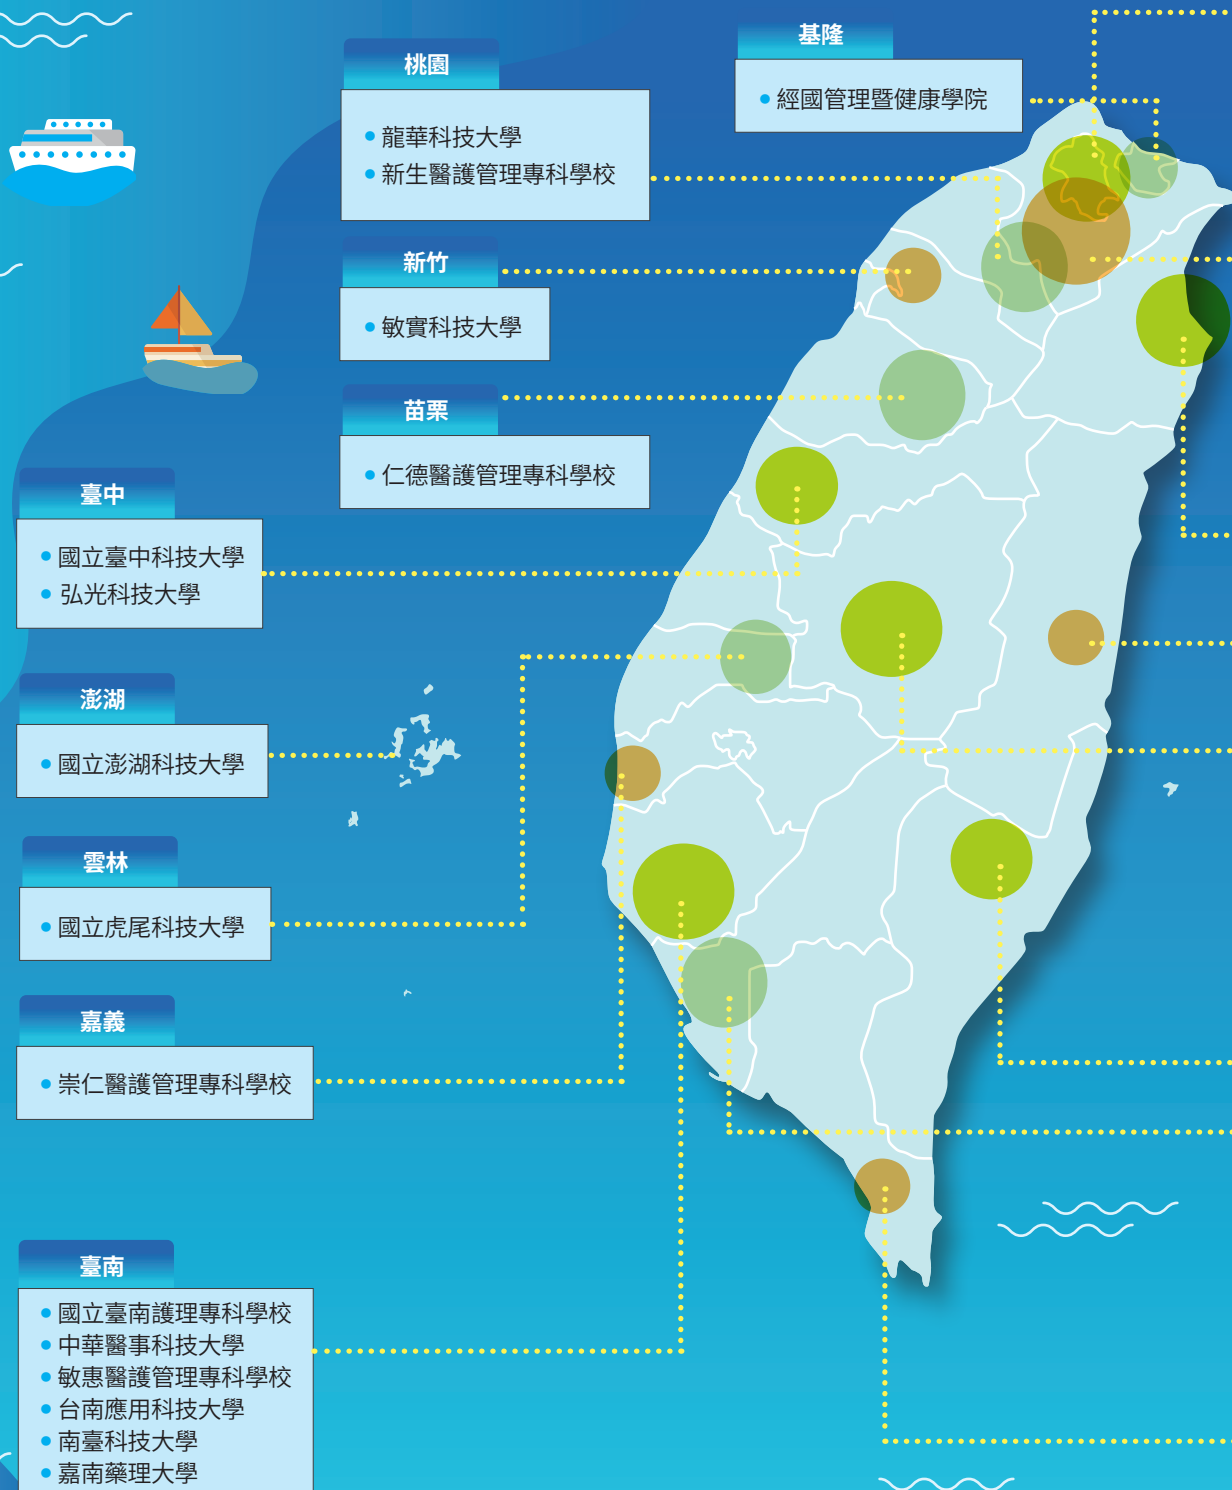 基隆
經國管理暨健康學院
桃園
龍華科技大學
新生醫護管理專科學校
新竹
敏實科技大學
苗栗
仁德醫護管理專科學校
臺中
國立臺中科技大學
弘光科技大學
澎湖
國立澎湖科技大學
雲林
國立虎尾科技大學
嘉義
崇仁醫護管理專科學校
臺南
國立臺南護理專科學校
中華醫事科技大學
敏惠醫護管理專科學校
台南應用科技大學
南臺科技大學
嘉南藥理大學